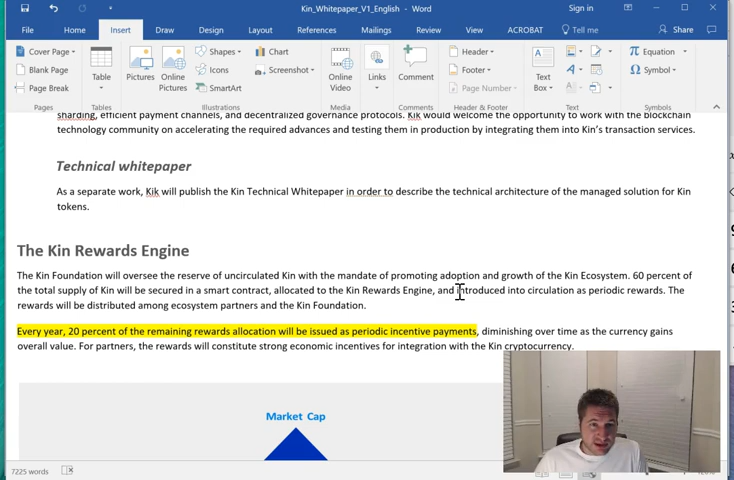 Kin_Whitepaper_V1_English - Word
Sign in
File Home Insert Draw Design Layout References Mailings Review View ACROBAT Tell me Share
Cover Page
Blank Page
Page Break
Pages
Table
Tables
Pictures
Online Pictures
Shapes
Icons
SmartArt
Chart
Screenshot
Illustrations
Online Video
Media
Links
Comment
Comments
Header
Footer
Page Number
Header & Footer
Text Box
Text
Equation
Symbol
Symbols
sharding, efficient payment channels, and decentralized governance protocols. Kik would welcome the opportunity to work with the blockchain
technology community on accelerating the required advances and testing them in production by integrating them into Kin's transaction services.
Technical whitepaper
As a separate work, Kik will publish the Kin Technical Whitepaper in order to describe the technical architecture of the managed solution for Kin
tokens.
The Kin Rewards Engine
The Kin Foundation will oversee the reserve of uncirculated Kin with the mandate of promoting adoption and growth of the Kin Ecosystem. 60 percent of
the total supply of Kin will be secured in a smart contract, allocated to the Kin Rewards Engine, and introduced into circulation as periodic rewards. The
rewards will be distributed among ecosystem partners and the Kin Foundation.
Every year, 20 percent of the remaining rewards allocation will be issued as periodic incentive payments, diminishing over time as the currency gains
overall value. For partners, the rewards will constitute strong economic incentives for integration with the Kin cryptocurrency.
Market Cap
7225 words